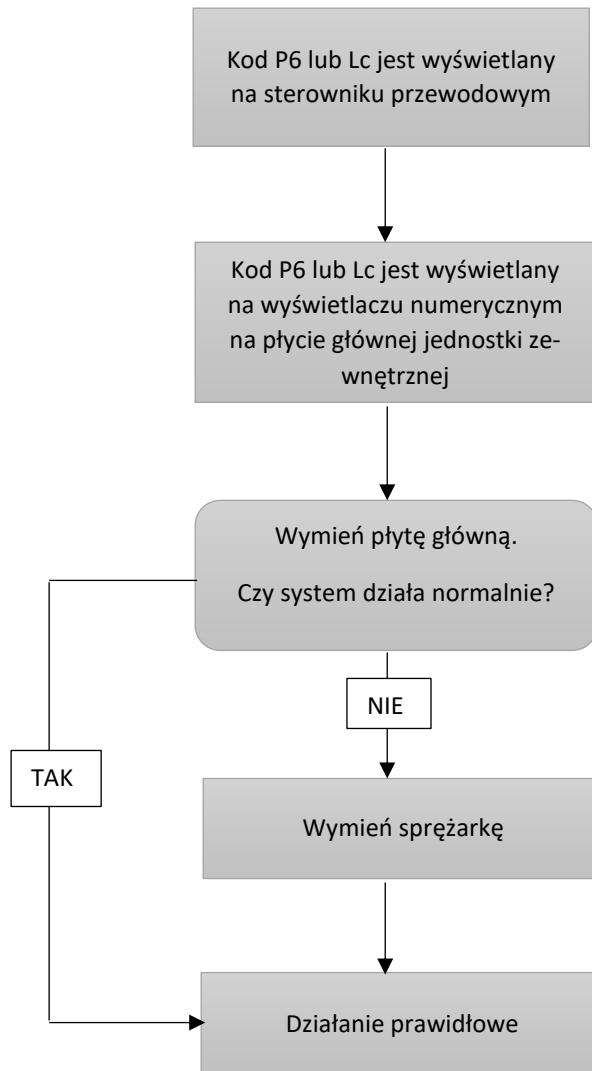 Kod P6 lub Lc jest wyświetlany
na sterowniku przewodowym
Kod P6 lub Lc jest wyświetlany
na wyświetlaczu numerycznym
na płycie głównej jednostki ze-
wnętrznej
Wymień płytę główną.
Czy system działa normalnie?
NIE
TAK
Wymień sprężarkę
Działanie prawidłowe